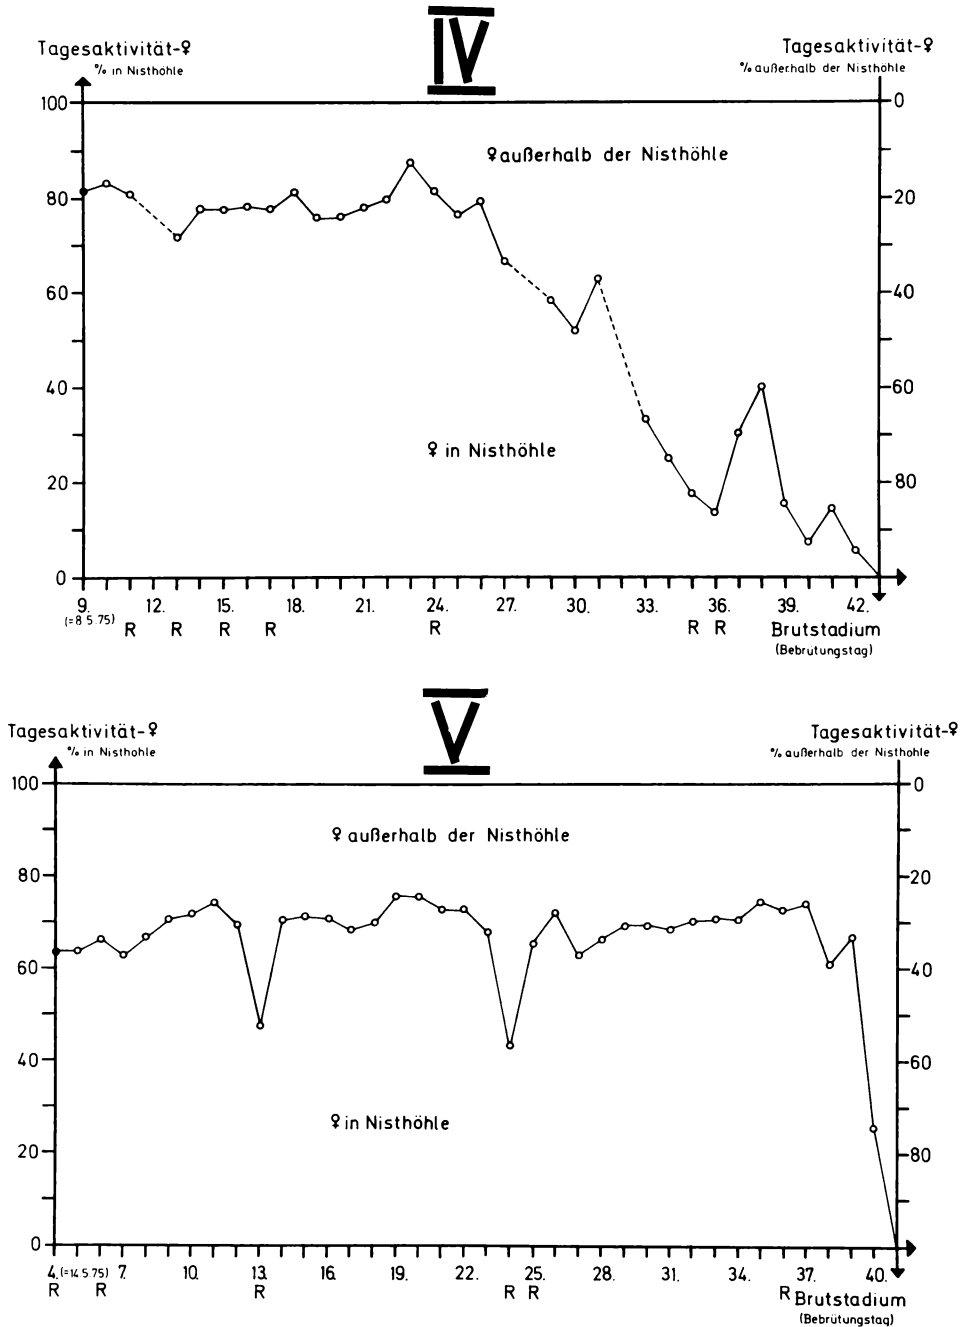 IV
Tagesaktivität-♀
% in Nisthöhle
Tagesaktivität-♀
% außerhalb der Nisthöhle
100
80
60
40
20
0
0
20
40
60
80
♀ außerhalb der Nisthöhle
♀ in Nisthöhle
9. 12. 15. 18. 21. 24. 27. 30. 33. 36. 39. 42.
(=8 5.75)
R R R R R R R
Brutstadium
(Bebrütungstag)
V
Tagesaktivität-♀
% in Nisthöhle
Tagesaktivität-♀
% außerhalb der Nisthöhle
100
80
60
40
20
0
0
20
40
60
80
♀ außerhalb der Nisthöhle
♀ in Nisthöhle
4. (=14.5.75) 7. 10. 13. 16. 19. 22. 25. 28. 31. 34. 37. 40.
R R R R R R
Brutstadium
(Bebrütungstag)